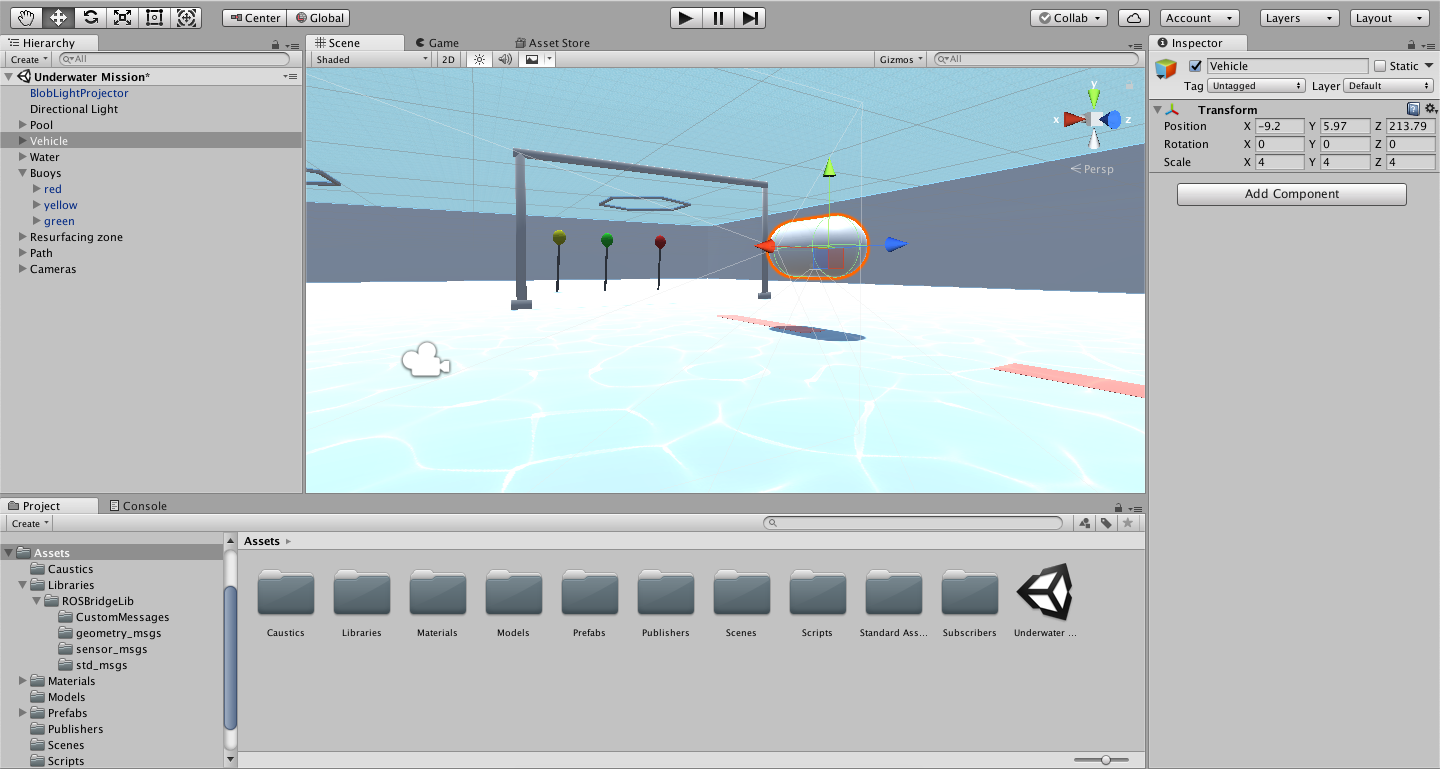 Center Global Collab Account Layers Layout
Hierarchy
Create All
Underwater Mission*
BlobLightProjector
Directional Light
Pool
Vehicle
Water
Buoys
red
yellow
green
Resurfacing zone
Path
Cameras
Scene Game Asset Store
Shaded 2D Gizmos All
y
x z
Persp
Inspector
Vehicle Static
Tag Untagged Layer Default
Transform
Position X -9.2 Y 5.97 Z 213.79
Rotation X 0 Y 0 Z 0
Scale X 4 Y 4 Z 4
Add Component
Project Console
Create
Assets
Caustics
Libraries
ROSBridgeLib
CustomMessages
geometry_msgs
sensor_msgs
std_msgs
Materials
Models
Prefabs
Publishers
Scenes
Scripts
Assets
Caustics Libraries Materials Models Prefabs Publishers Scenes Scripts Standard Ass... Subscribers Underwater ...